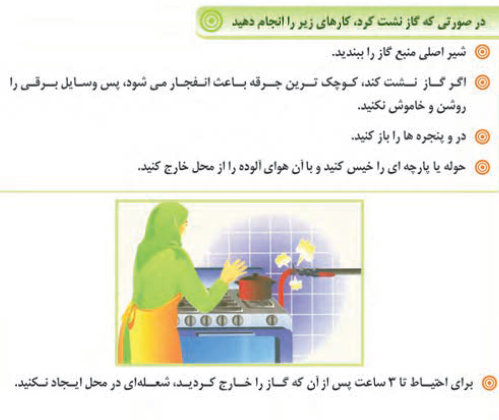 در صورتی که گاز نشت کرد، کارهای زیر را انجام دهید
شیر اصلی منبع گاز را ببندید.
اگر گاز نشت کند، کوچک ترین جرقه باعث انفجار می شود، پس وسایل برقی را
روشن و خاموش نکنید.
در و پنجره ها را باز کنید.
حوله یا پارچه ای را خیس کنید و با آن هوای آلوده را از محل خارج کنید.
برای احتیاط تا ۳ ساعت پس از آن که گاز را خارج کردید، شعله‌ای در محل ایجاد نکنید.